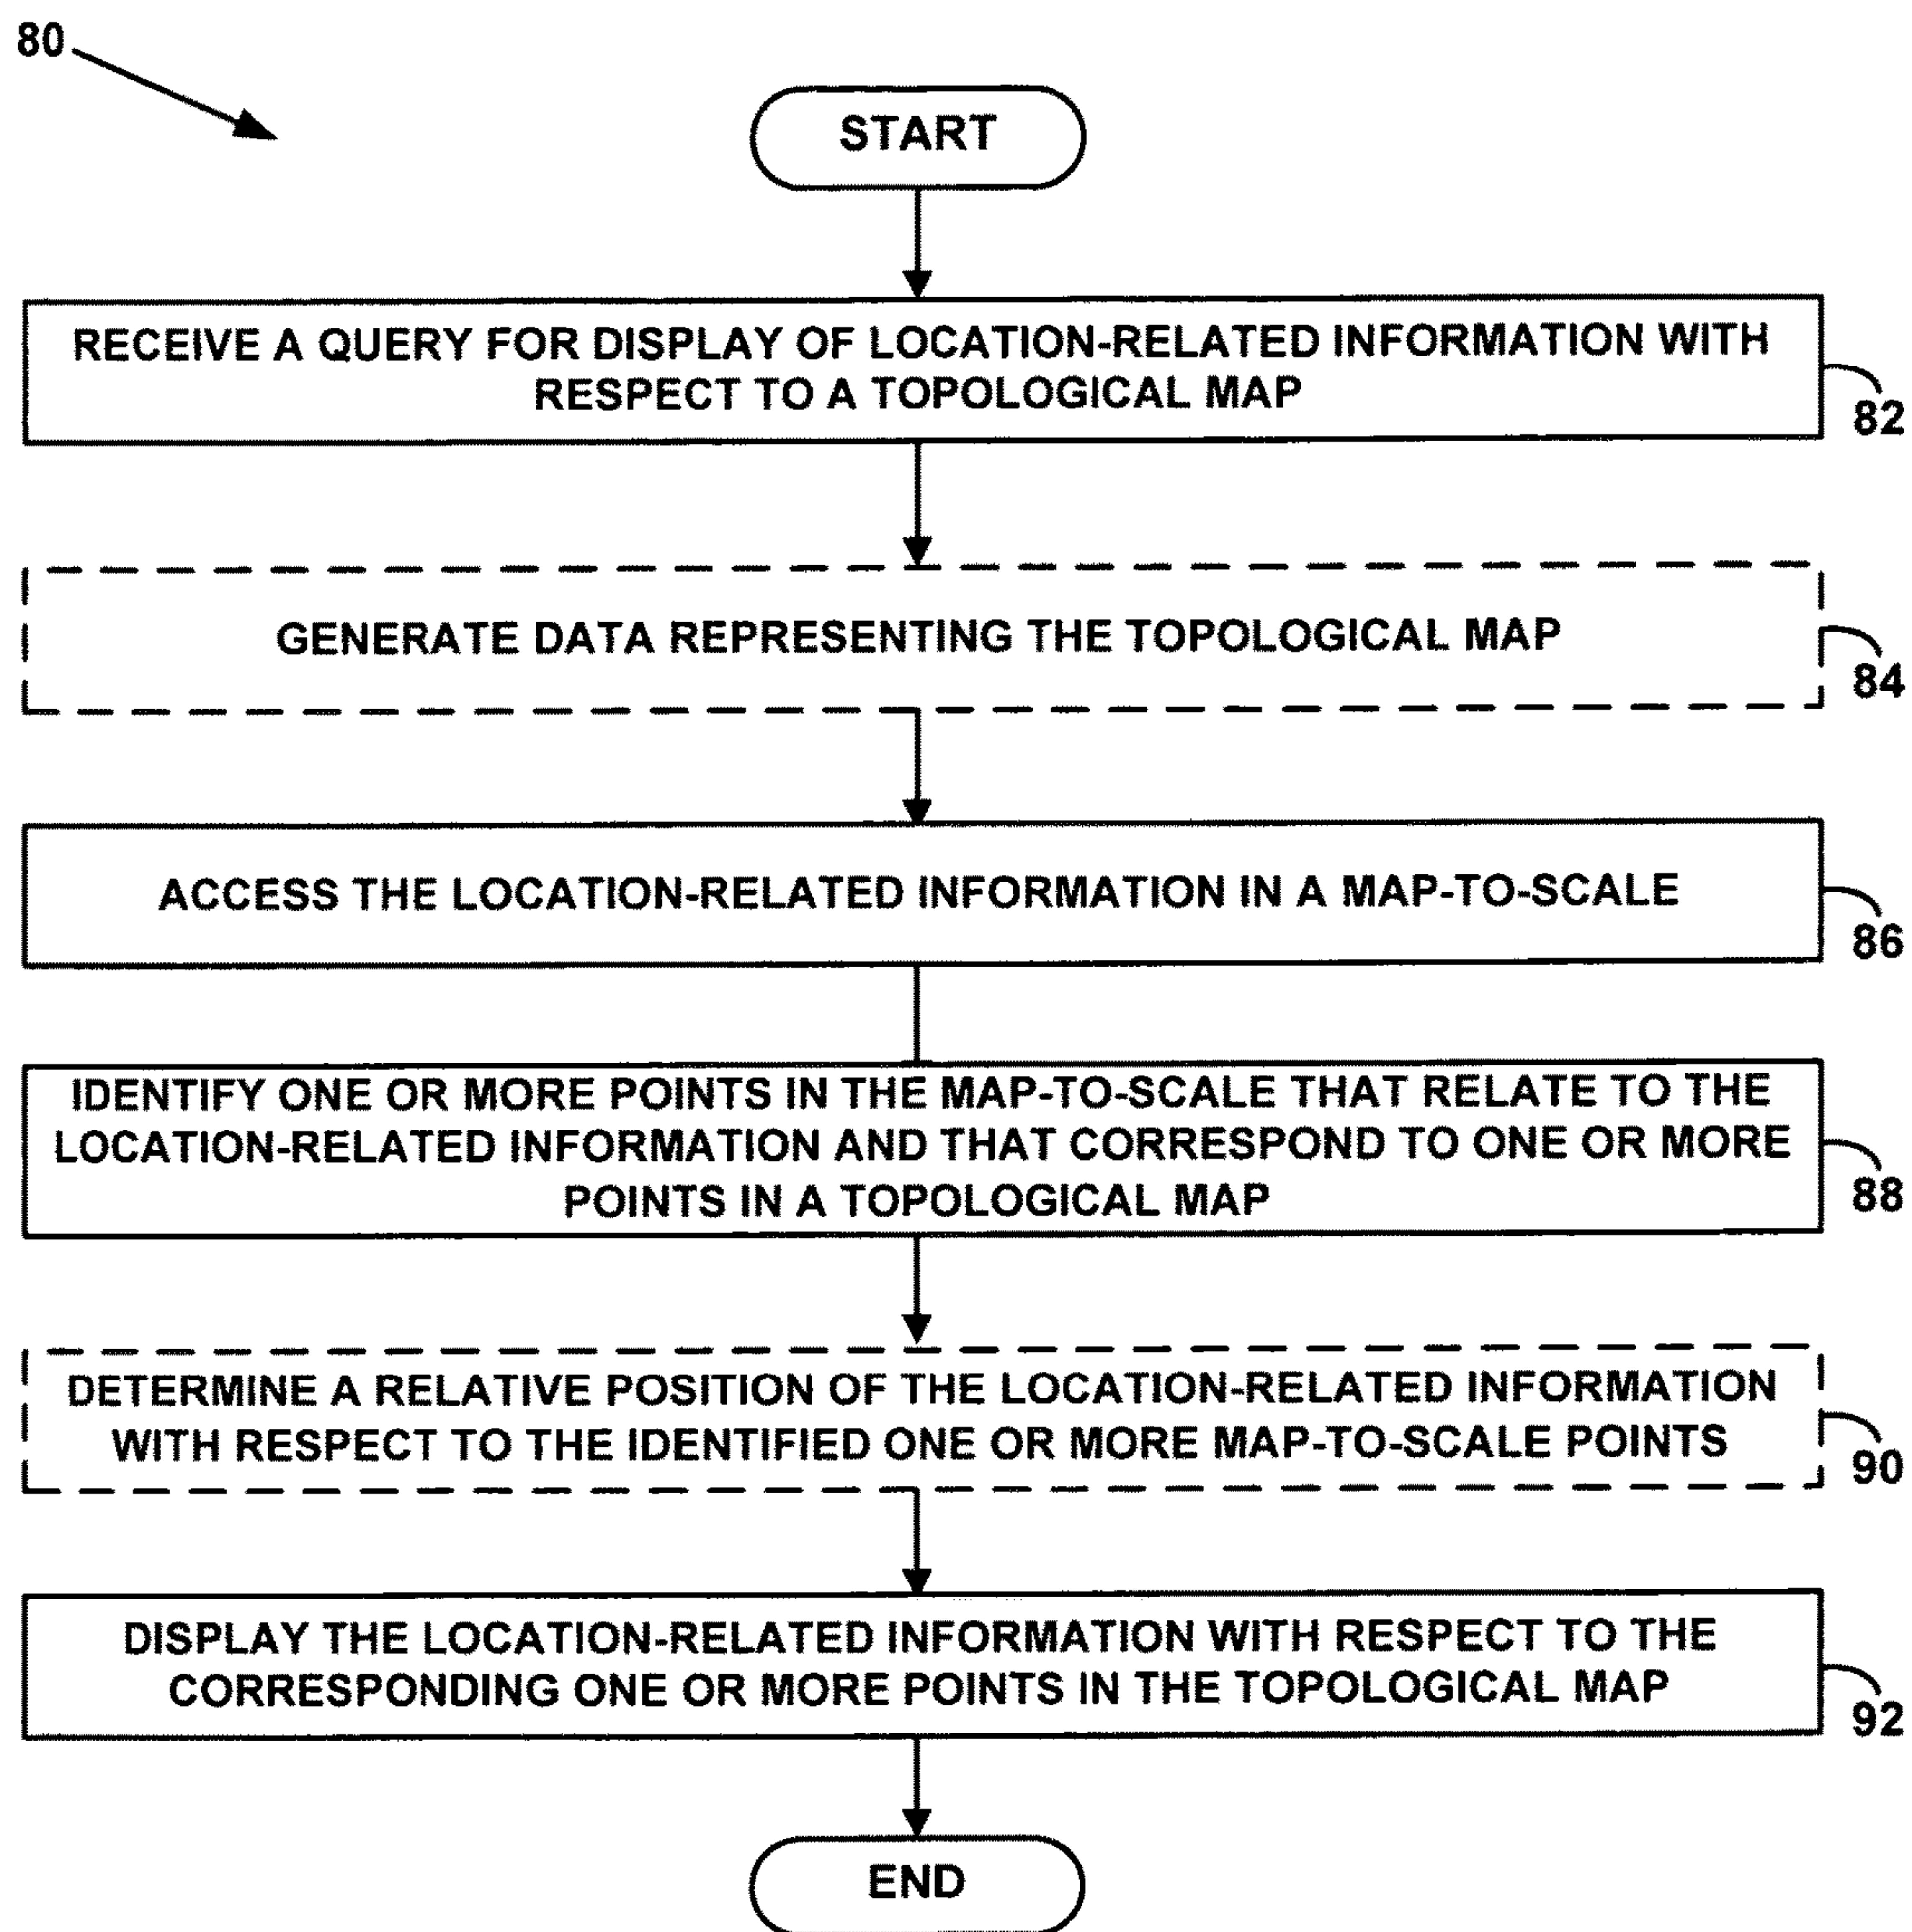 80
START
RECEIVE A QUERY FOR DISPLAY OF LOCATION-RELATED INFORMATION WITH
RESPECT TO A TOPOLOGICAL MAP
82
GENERATE DATA REPRESENTING THE TOPOLOGICAL MAP
84
ACCESS THE LOCATION-RELATED INFORMATION IN A MAP-TO-SCALE
86
IDENTIFY ONE OR MORE POINTS IN THE MAP-TO-SCALE THAT RELATE TO THE
LOCATION-RELATED INFORMATION AND THAT CORRESPOND TO ONE OR MORE
POINTS IN A TOPOLOGICAL MAP
88
DETERMINE A RELATIVE POSITION OF THE LOCATION-RELATED INFORMATION
WITH RESPECT TO THE IDENTIFIED ONE OR MORE MAP-TO-SCALE POINTS
90
DISPLAY THE LOCATION-RELATED INFORMATION WITH RESPECT TO THE
CORRESPONDING ONE OR MORE POINTS IN THE TOPOLOGICAL MAP
92
END